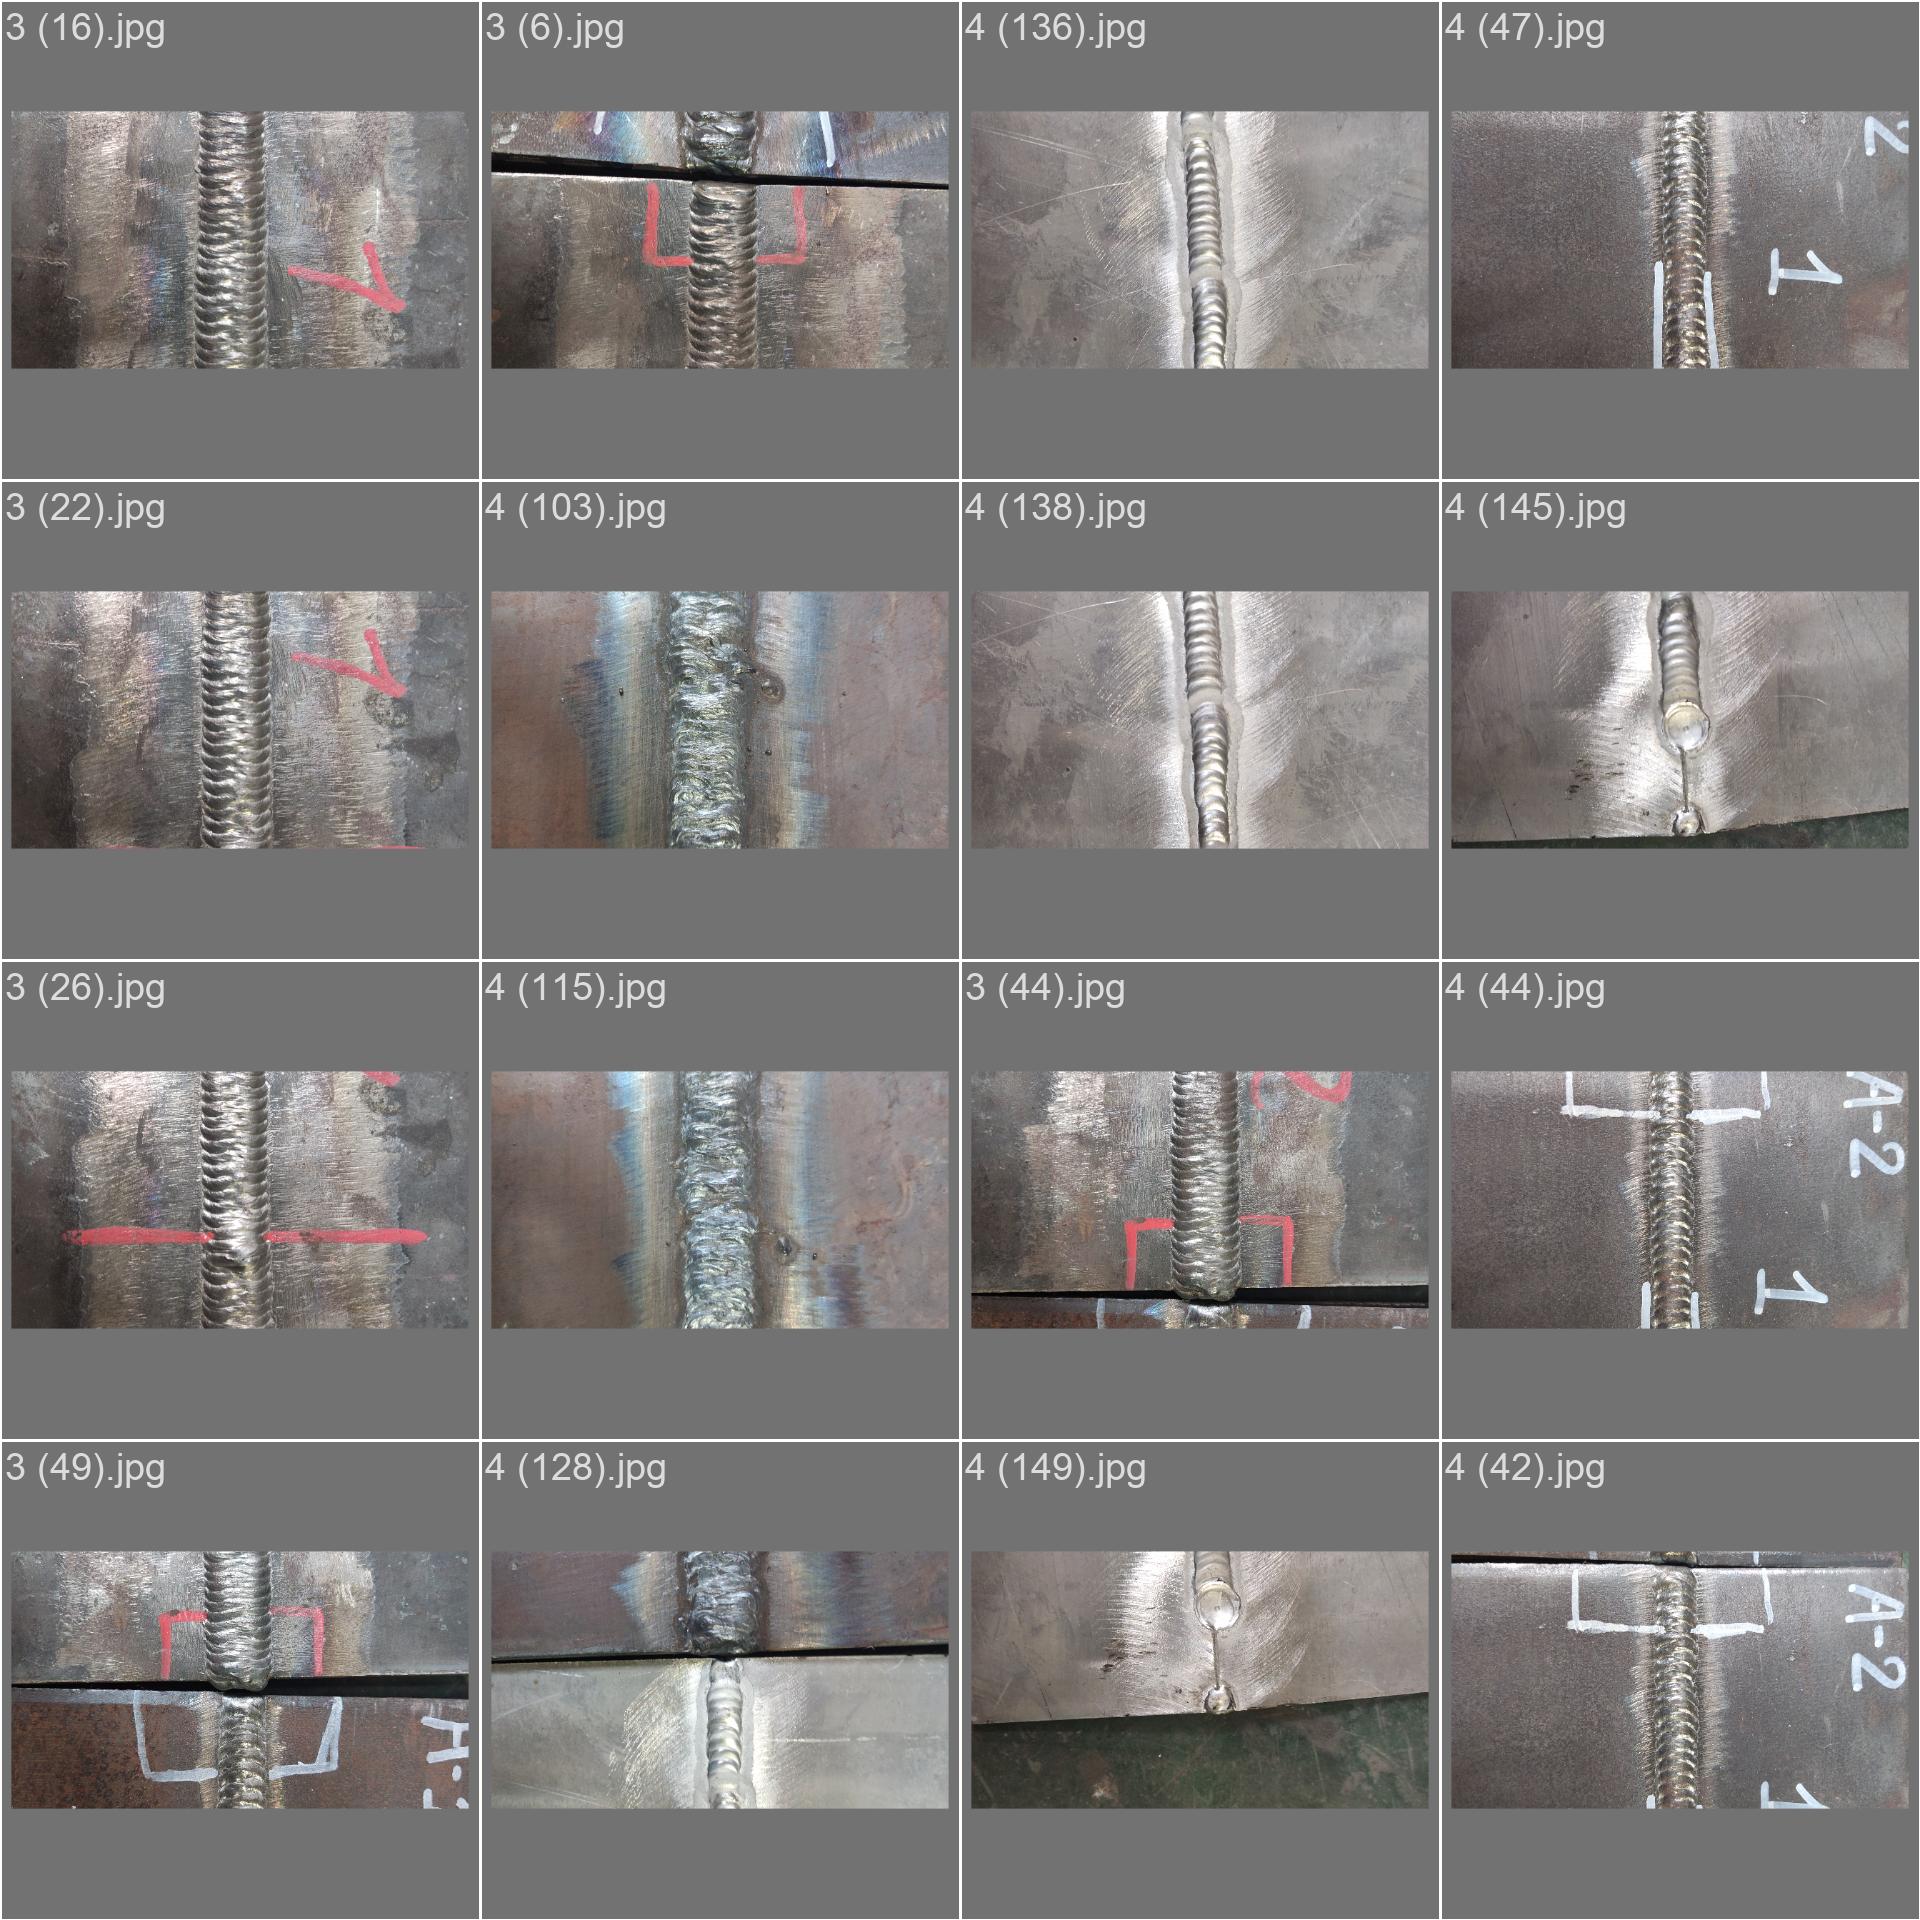 3 (16).jpg
3 (6).jpg
4 (136).jpg
4 (47).jpg
2
1
3 (22).jpg
4 (103).jpg
4 (138).jpg
4 (145).jpg
3 (26).jpg
4 (115).jpg
3 (44).jpg
4 (44).jpg
A-2
1
3 (49).jpg
4 (128).jpg
4 (149).jpg
4 (42).jpg
A-2
1